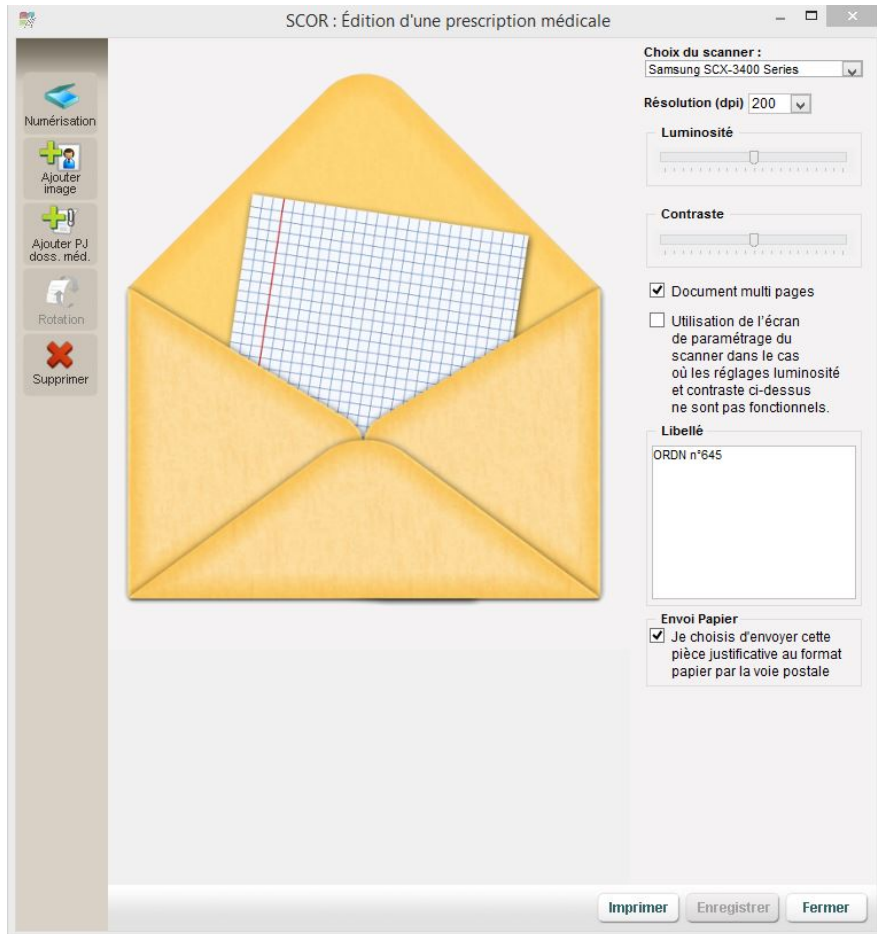 SCOR : Édition d'une prescription médicale
Numérisation
Ajouter
image
Ajouter PJ
doss. méd.
Rotation
Supprimer
Choix du scanner :
Samsung SCX-3400 Series
Résolution (dpi) 200
Luminosité
Contraste
Document multi pages
Utilisation de l'écran
de paramétrage du
scanner dans le cas
où les réglages luminosité
et contraste ci-dessus
ne sont pas fonctionnels.
Libellé
ORDN n°645
Envoi Papier
Je choisis d'envoyer cette
pièce justificative au format
papier par la voie postale
Imprimer Enregistrer Fermer